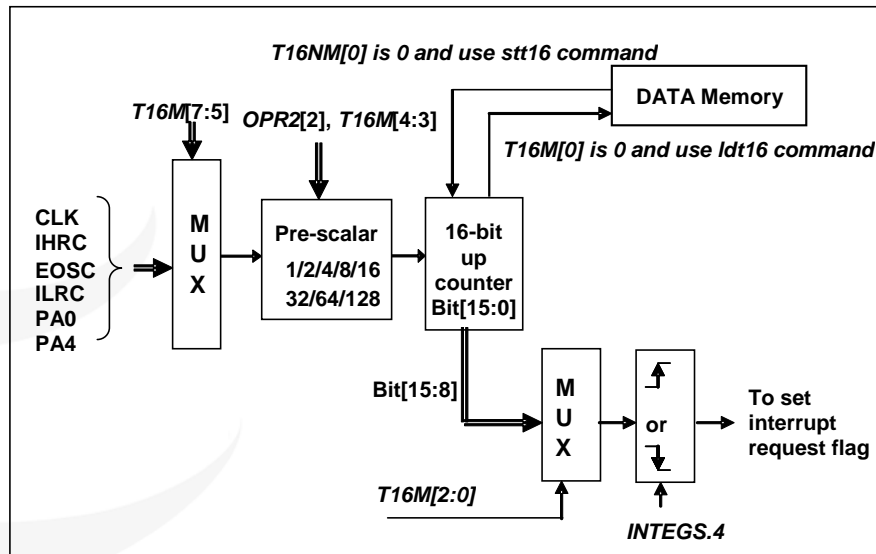 T16NM[0] is 0 and use stt16 command
DATA Memory
T16M[7:5]
OPR2[2], T16M[4:3]
T16M[0] is 0 and use ldt16 command
CLK
IHRC
EOSC
ILRC
PA0
PA4
M
U
X
Pre-scalar
1/2/4/8/16
32/64/128
16-bit
up
counter
Bit[15:0]
Bit[15:8]
M
U
X
or
To set
interrupt
request flag
T16M[2:0]
INTEGS.4